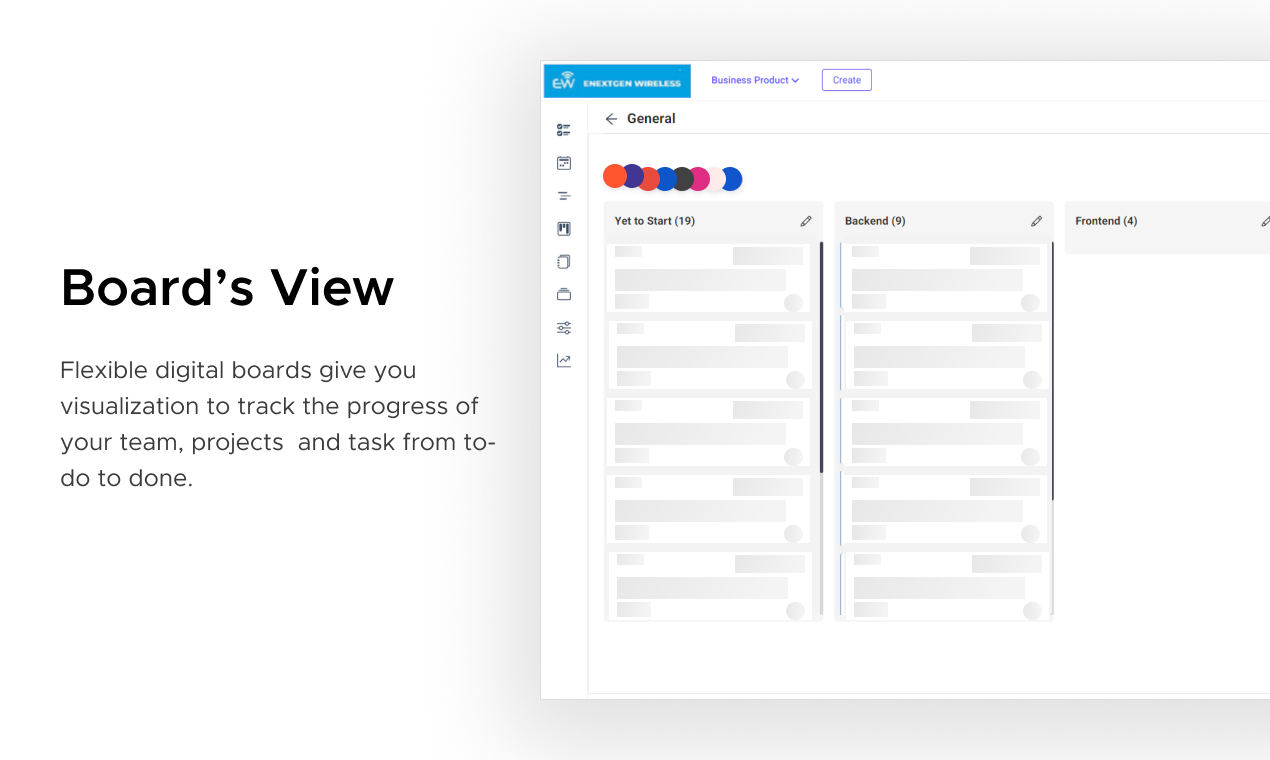 Board’s View
Flexible digital boards give you
visualization to track the progress of
your team, projects  and task from to-
do to done.
EW ENEXTGEN WIRELESS
Business Product
Create
General
Yet to Start (19)
Backend (9)
Frontend (4)